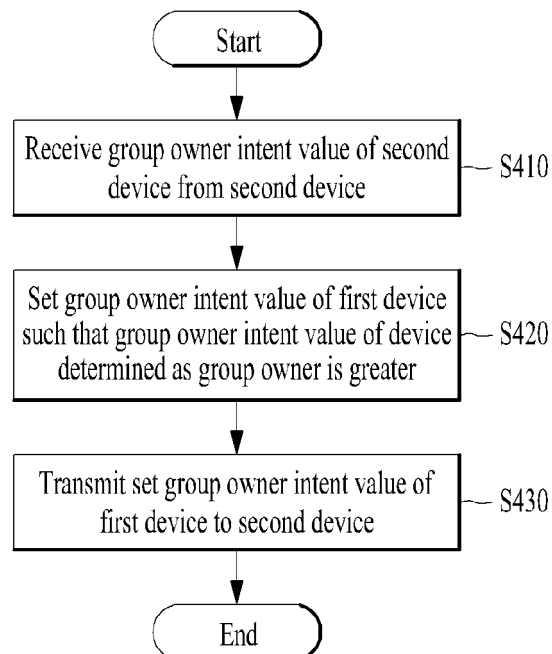 Start
Receive group owner intent value of second
device from second device
S410
Set group owner intent value of first device
such that group owner intent value of device
determined as group owner is greater
S420
Transmit set group owner intent value of
first device to second device
S430
End